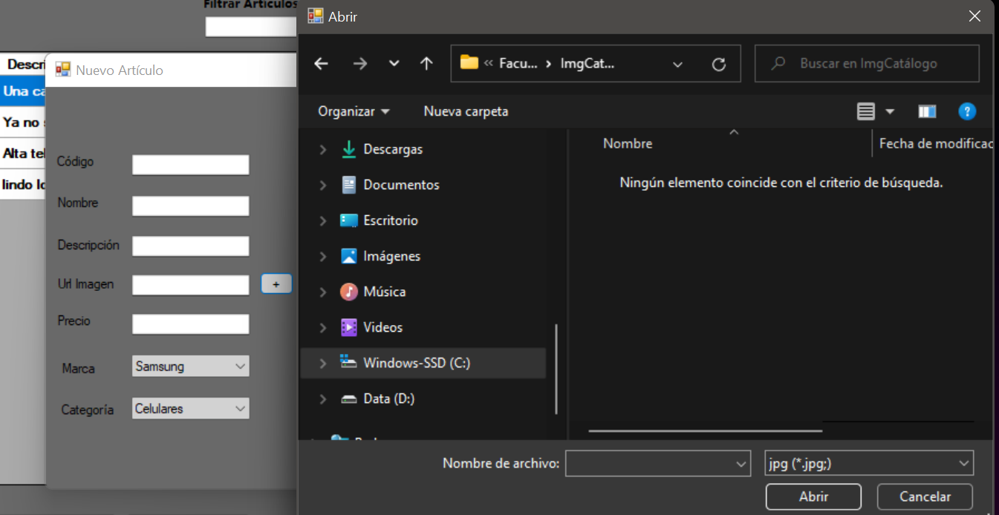 Filtrar Artículos
Abrir
Nuevo Artículo
Descri
Una ca
Ya no s
Alta tel
lindo lo
Código
Nombre
Descripción
Url Imagen
+
Precio
Marca
Samsung
Categoría
Celulares
« Facu... › ImgCat...
Buscar en ImgCatálogo
Organizar
Nueva carpeta
?
Descargas
Documentos
Escritorio
Imágenes
Música
Videos
Windows-SSD (C:)
Data (D:)
Nombre
Fecha de modificac
Ningún elemento coincide con el criterio de búsqueda.
Nombre de archivo:
jpg (*.jpg;)
Abrir
Cancelar